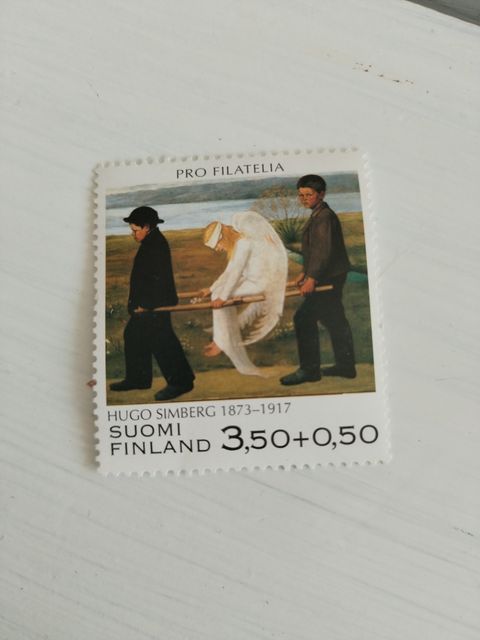 PRO FILATELIA
HUGO SIMBERG 1873–1917
SUOMI
FINLAND 3,50+0,50